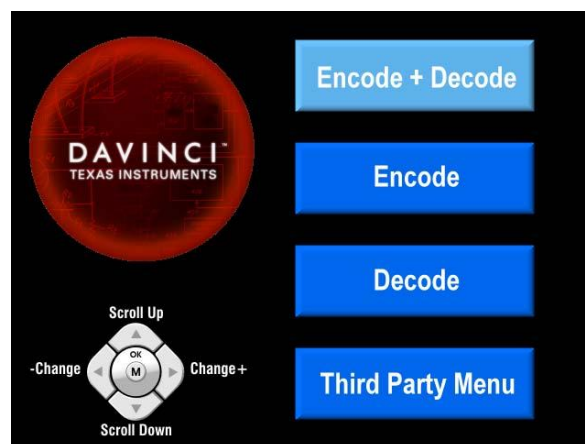 DAVINCI™
TEXAS INSTRUMENTS
Encode + Decode
Encode
Decode
Third Party Menu
Scroll Up
-Change
OK
M
Change+
Scroll Down